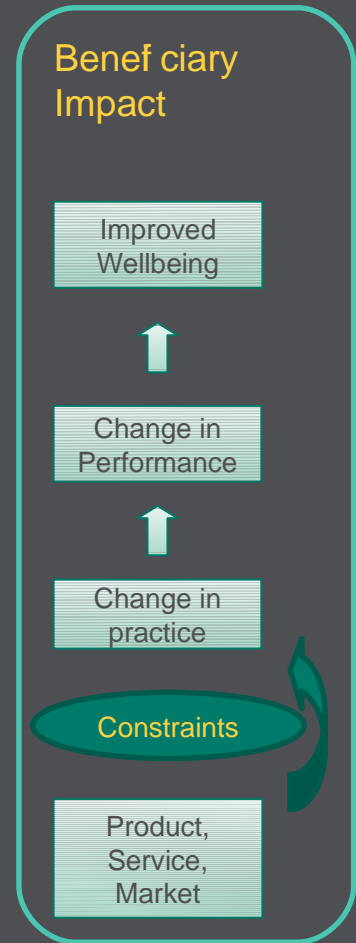 Benef ciary
Impact
Improved
Wellbeing
Change in
Performance
Change in
practice
Constraints
Product,
Service,
Market